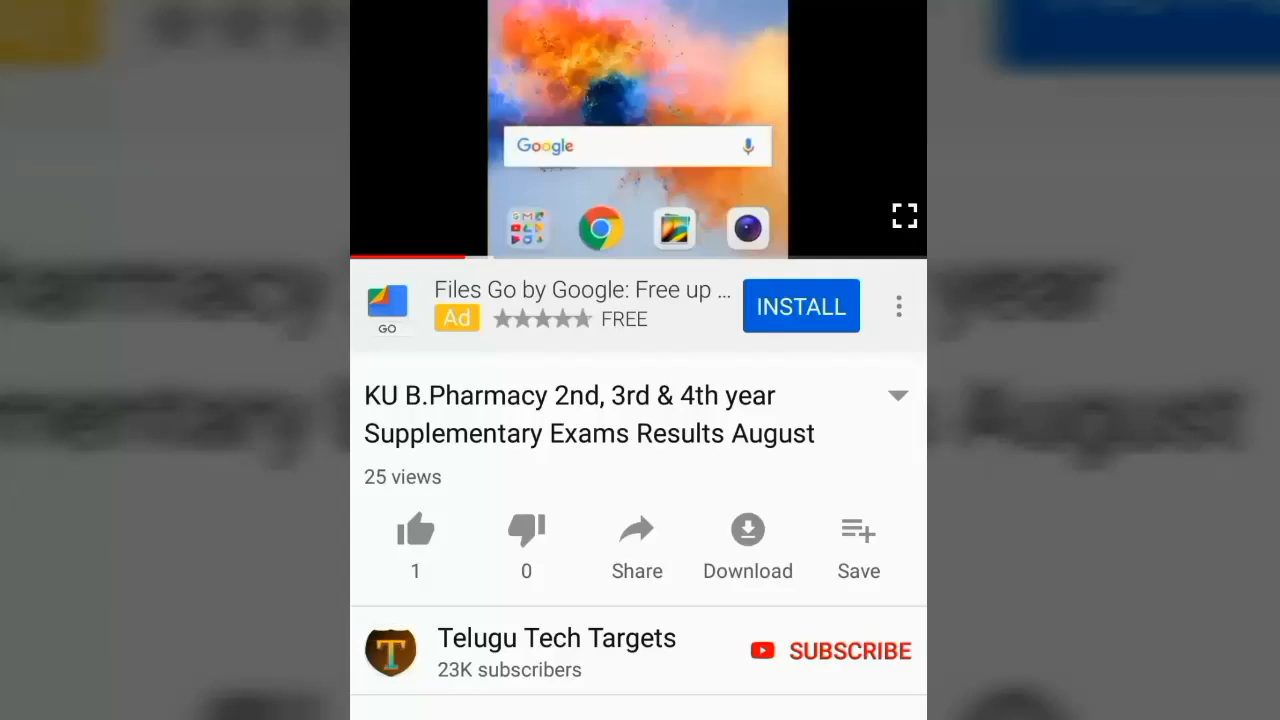 Google
GO
Files Go by Google: Free up ...
Ad
FREE
INSTALL
KU B.Pharmacy 2nd, 3rd & 4th year
Supplementary Exams Results August
25 views
1
0
Share
Download
Save
T
Telugu Tech Targets
23K subscribers
SUBSCRIBE